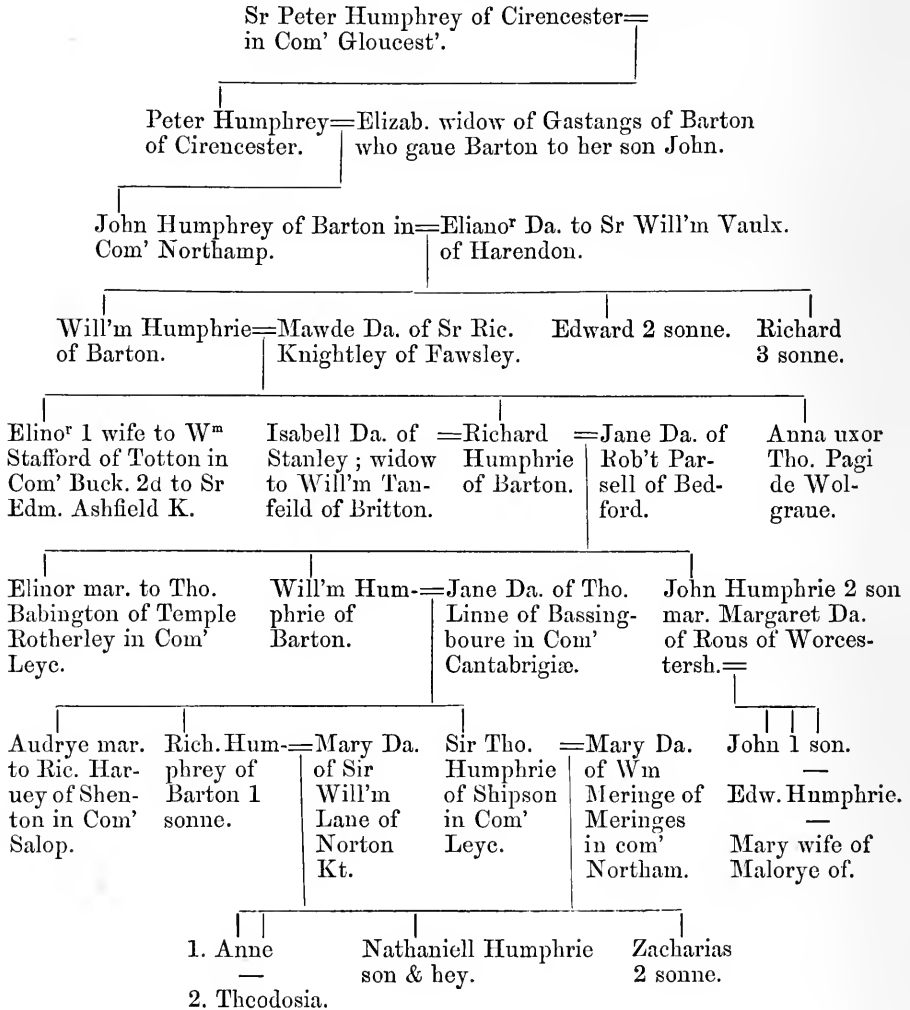 Sr Peter Humphrey of Cirencester=
in Com' Gloucest'.
Peter Humphrey=Elizab. widow of Gastangs of Barton
of Cirencester. who gaue Barton to her son John.
John Humphrey of Barton in=Elianoʳ Da. to Sr Will'm Vaulx.
Com' Northamp. of Harendon.
Will'm Humphrie=Mawde Da. of Sr Ric. Edward 2 sonne. Richard
of Barton. Knightley of Fawsley. 3 sonne.
Elinoʳ 1 wife to Wᵐ
Stafford of Totton in
Com' Buck. 2d to Sr
Edm. Ashfield K.
Isabell Da. of
Stanley ; widow
to Will'm Tan-
feild of Britton.
=Richard
Humphrie
of Barton.
=Jane Da. of
Rob't Par-
sell of Bed-
ford.
Anna uxor
Tho. Pagi
de Wol-
graue.
Elinor mar. to Tho.
Babington of Temple
Rotherley in Com'
Leyc.
Will'm Hum-
phrie of
Barton.
=Jane Da. of Tho.
Linne of Bassing-
boure in Com'
Cantabrigiæ.
John Humphrie 2 son
mar. Margaret Da.
of Rous of Worces-
tersh.=
Audrye mar.
to Ric. Har-
uey of Shen-
ton in Com'
Salop.
Rich. Hum-
phrey of
Barton 1
sonne.
=Mary Da.
of Sir
Will'm
Lane of
Norton
Kt.
Sir Tho.
Humphrie
of Shipson
in Com'
Leyc.
=Mary Da.
of Wm
Meringe of
Meringes
in com'
Northam.
John 1 son.
—
Edw. Humphrie.
—
Mary wife of
Malorye of.
1. Anne
—
2. Theodosia.
Nathaniell Humphrie
son & hey.
Zacharias
2 sonne.